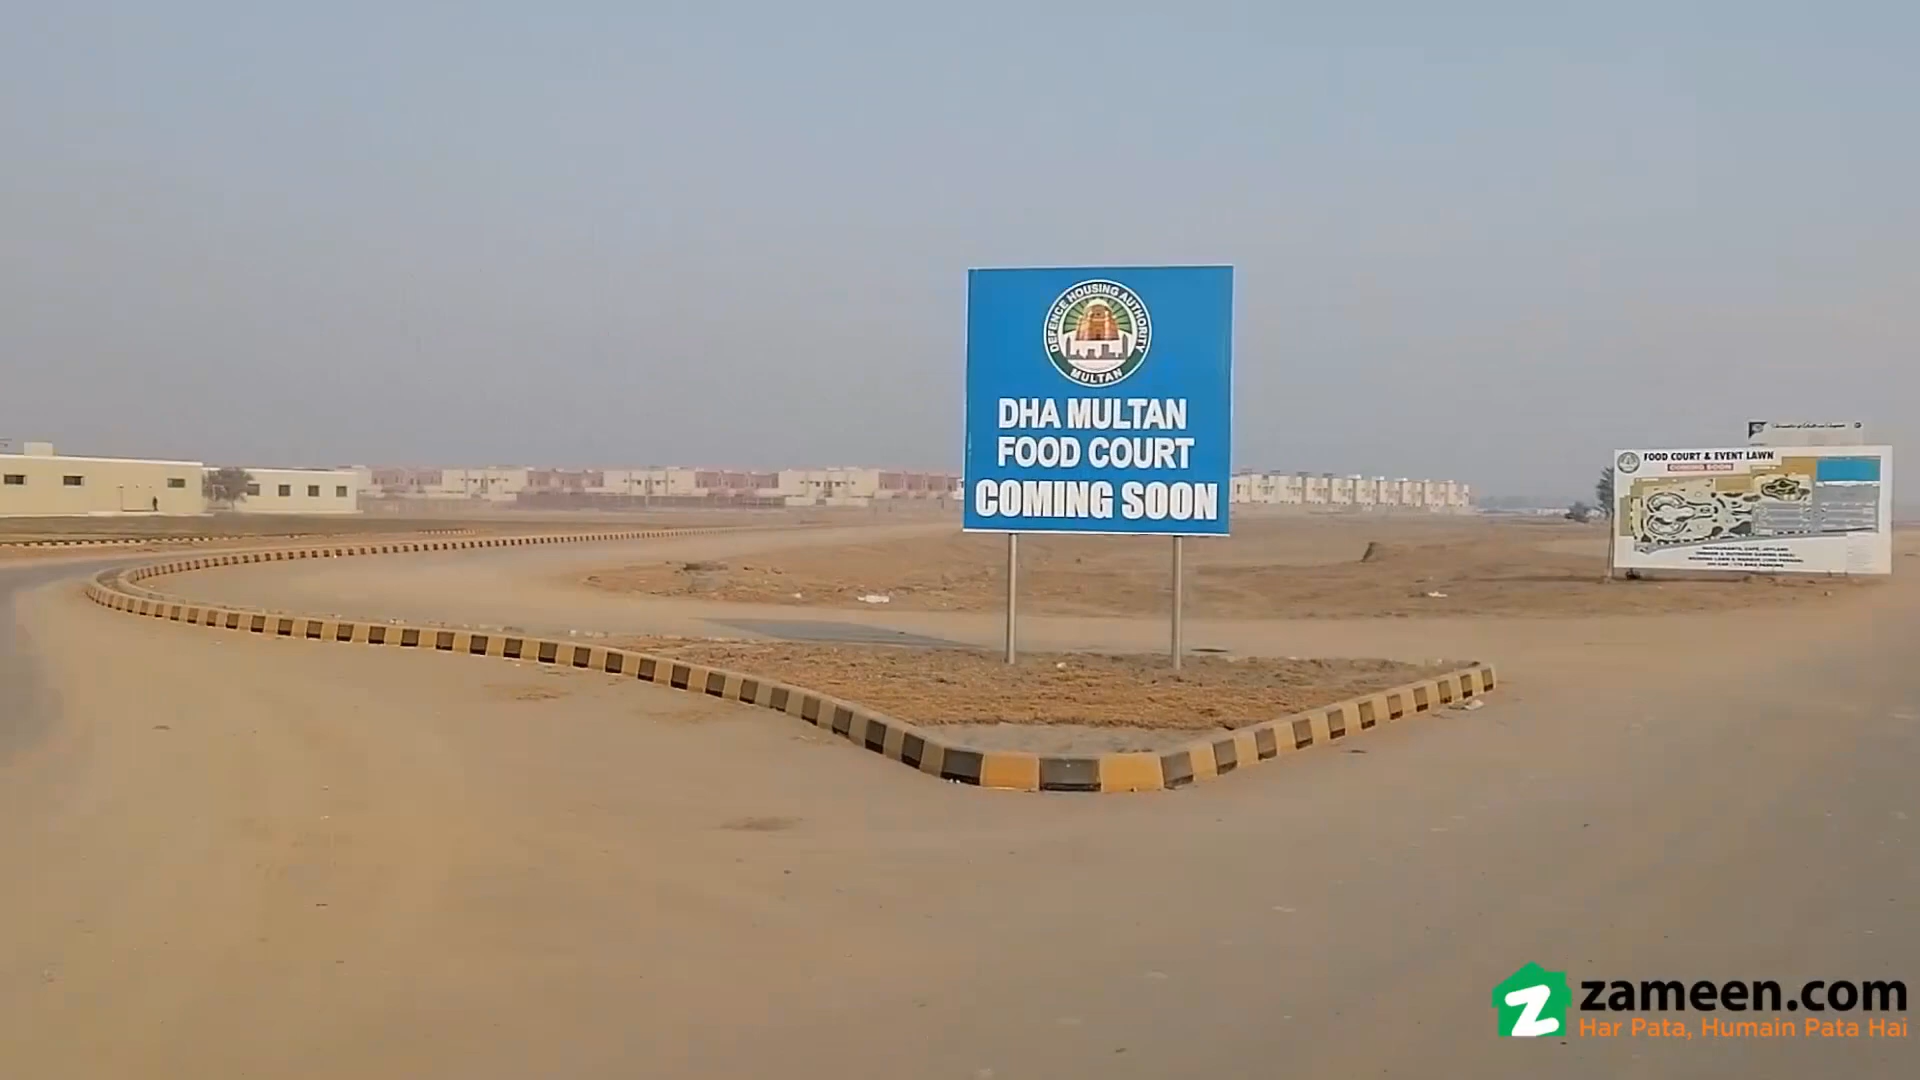 DEFENCE HOUSING AUTHORITY
MULTAN
DHA MULTAN
FOOD COURT
COMING SOON
FOOD COURT & EVENT LAWN
COMING SOON
zameen.com
Har Pata, Humain Pata Hai